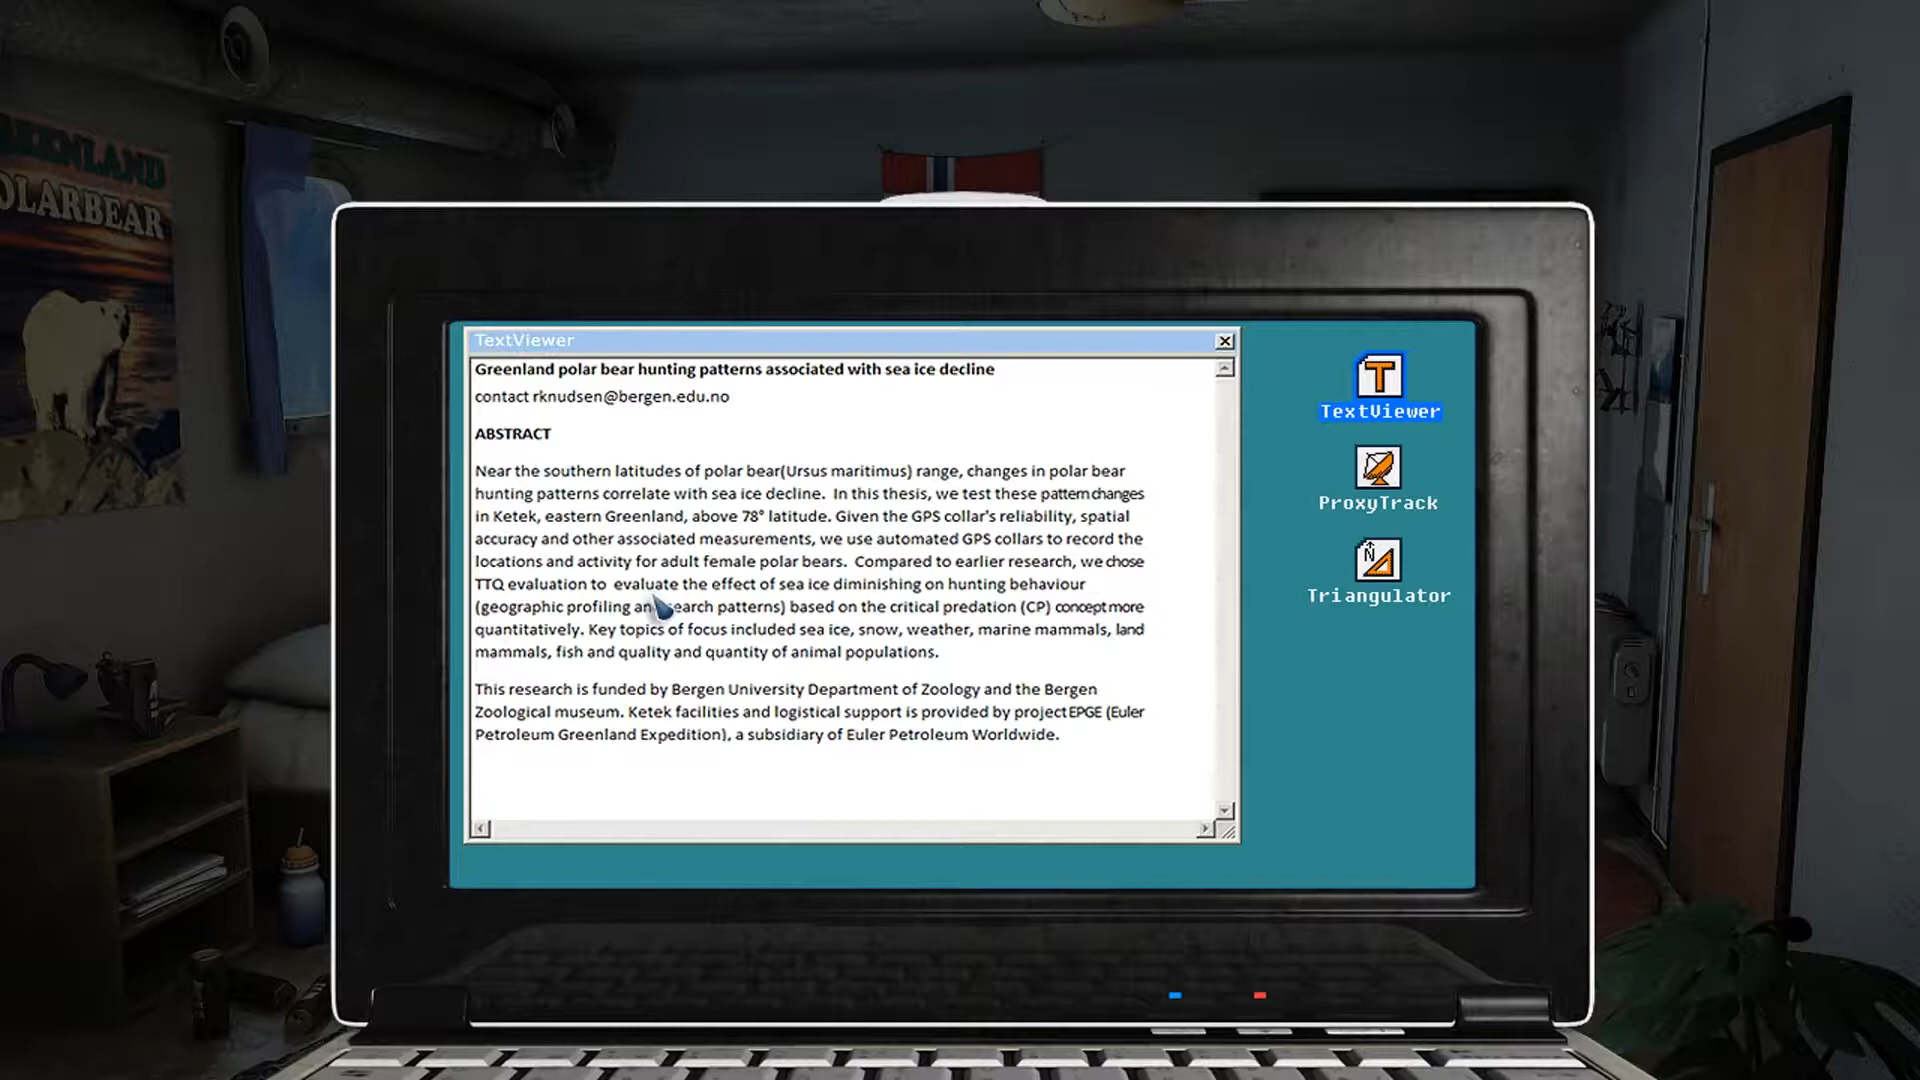 GREENLAND
POLARBEAR
TextViewer
Greenland polar bear hunting patterns associated with sea ice decline
contact rknudsen@bergen.edu.no
ABSTRACT
Near the southern latitudes of polar bear(Ursus maritimus) range, changes in polar bear
hunting patterns correlate with sea ice decline. In this thesis, we test these pattern changes
in Ketek, eastern Greenland, above 78° latitude. Given the GPS collar's reliability, spatial
accuracy and other associated measurements, we use automated GPS collars to record the
locations and activity for adult female polar bears. Compared to earlier research, we chose
TTQ evaluation to evaluate the effect of sea ice diminishing on hunting behaviour
(geographic profiling and search patterns) based on the critical predation (CP) concept more
quantitatively. Key topics of focus included sea ice, snow, weather, marine mammals, land
mammals, fish and quality and quantity of animal populations.
This research is funded by Bergen University Department of Zoology and the Bergen
Zoological museum. Ketek facilities and logistical support is provided by project EPGE (Euler
Petroleum Greenland Expedition), a subsidiary of Euler Petroleum Worldwide.
TextViewer
ProxyTrack
N
Triangulator